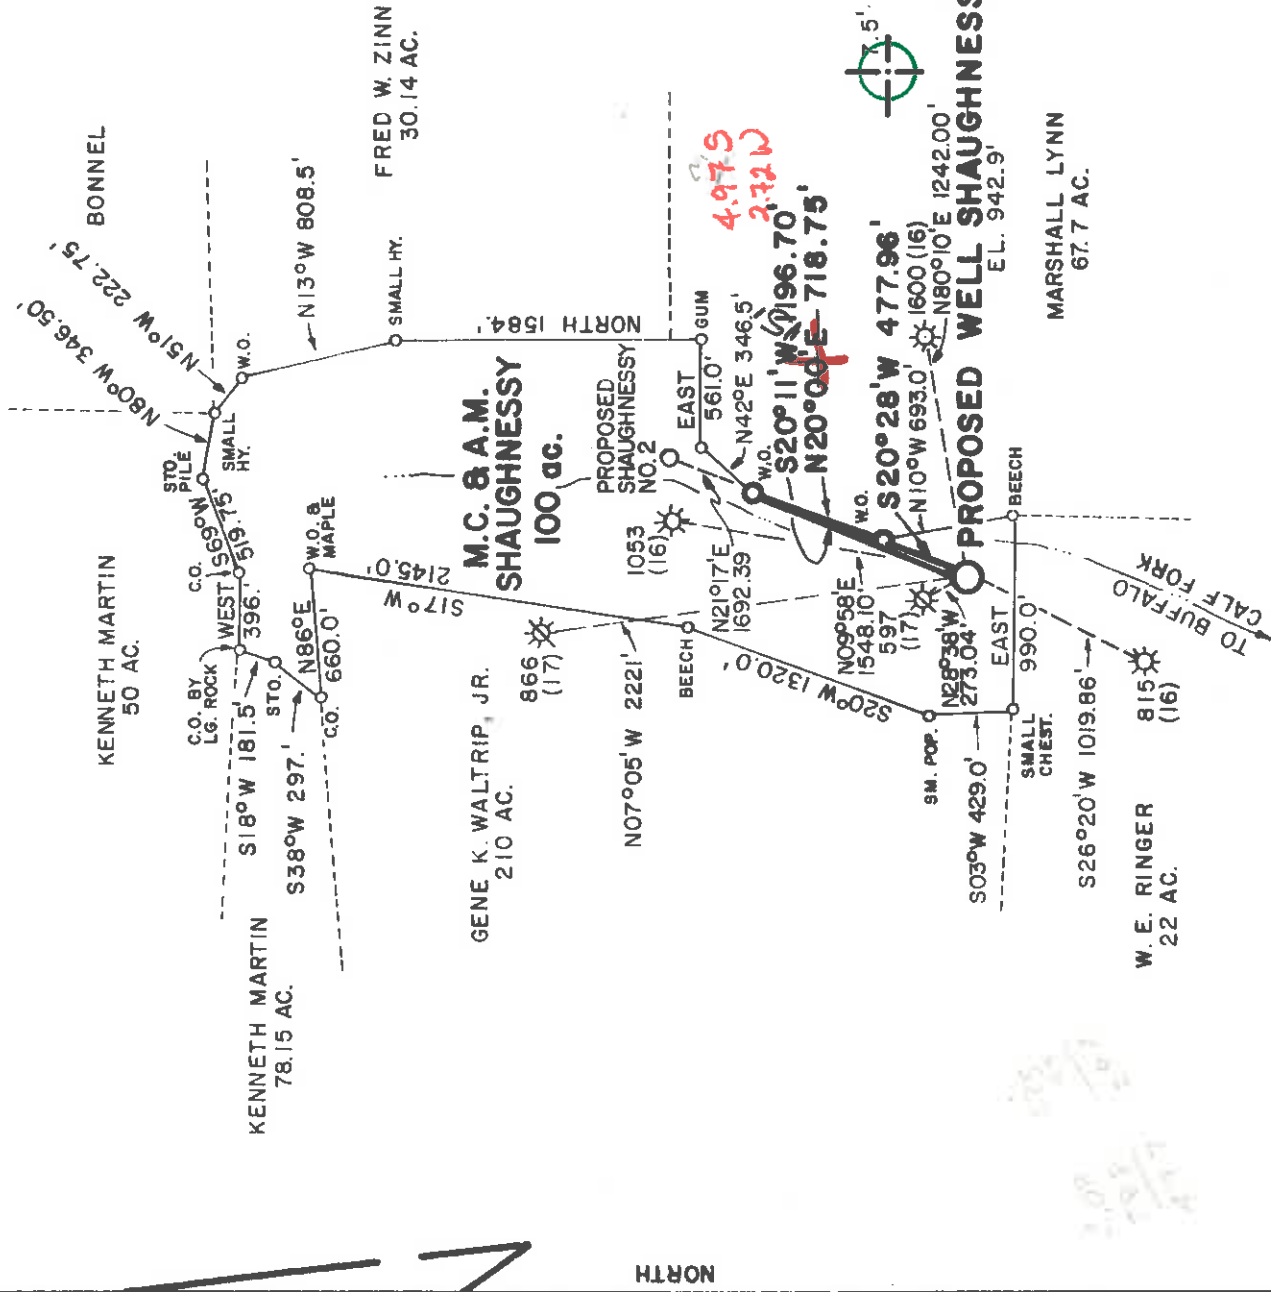 BONNEL
FRED W. ZINN
30.14 AC.
N51°W 222.75'
N80°W 346.50'
N13°W 808.5'
W.O.
SMALL HY.
STO.
PILE
SMALL
HY.
KENNETH MARTIN
50 AC.
C.O.
S69°W
519.75'
WEST
396.'
C.O. BY
LG. ROCK
S18°W 181.5'
STO.
S38°W 297.'
N86°E
660.0'
C.O.
W.O. &
MAPLE
KENNETH MARTIN
78.15 AC.
S17°W
2145.0'
M.C. & A.M.
SHAUGHNESSY
100 ac.
NORTH 1584.'
GUM
EAST
561.0'
N42°E 346.5'
PROPOSED
SHAUGHNESSY
NO.2
1053
(16)
N21°17'E
1692.39
GENE K. WALTRIP, JR.
210 AC.
866
(17)
N07°05'W 2221'
BEECH
S20°W 1320.0'
4.97 S
2.72 W
7.5'
W.O.
S20°11'W 1196.70'
N20°00'E 718.75'
W.O.
S20°28'W 477.96'
N10°W 693.0'
1600 (16)
N80°10'E 1242.00'
N09°58'E
1548.10'
597
(17)
N28°38'W
273.04'
PROPOSED WELL SHAUGHNESS
EL. 942.9'
MARSHALL LYNN
67.7 AC.
SM. POP.
S03°W 429.0'
SMALL
CHEST.
EAST
990.0'
BEECH
TO BUFFALO
CALF FORK
S26°20'W 1019.86'
815
(16)
W. E. RINGER
22 AC.
NORTH